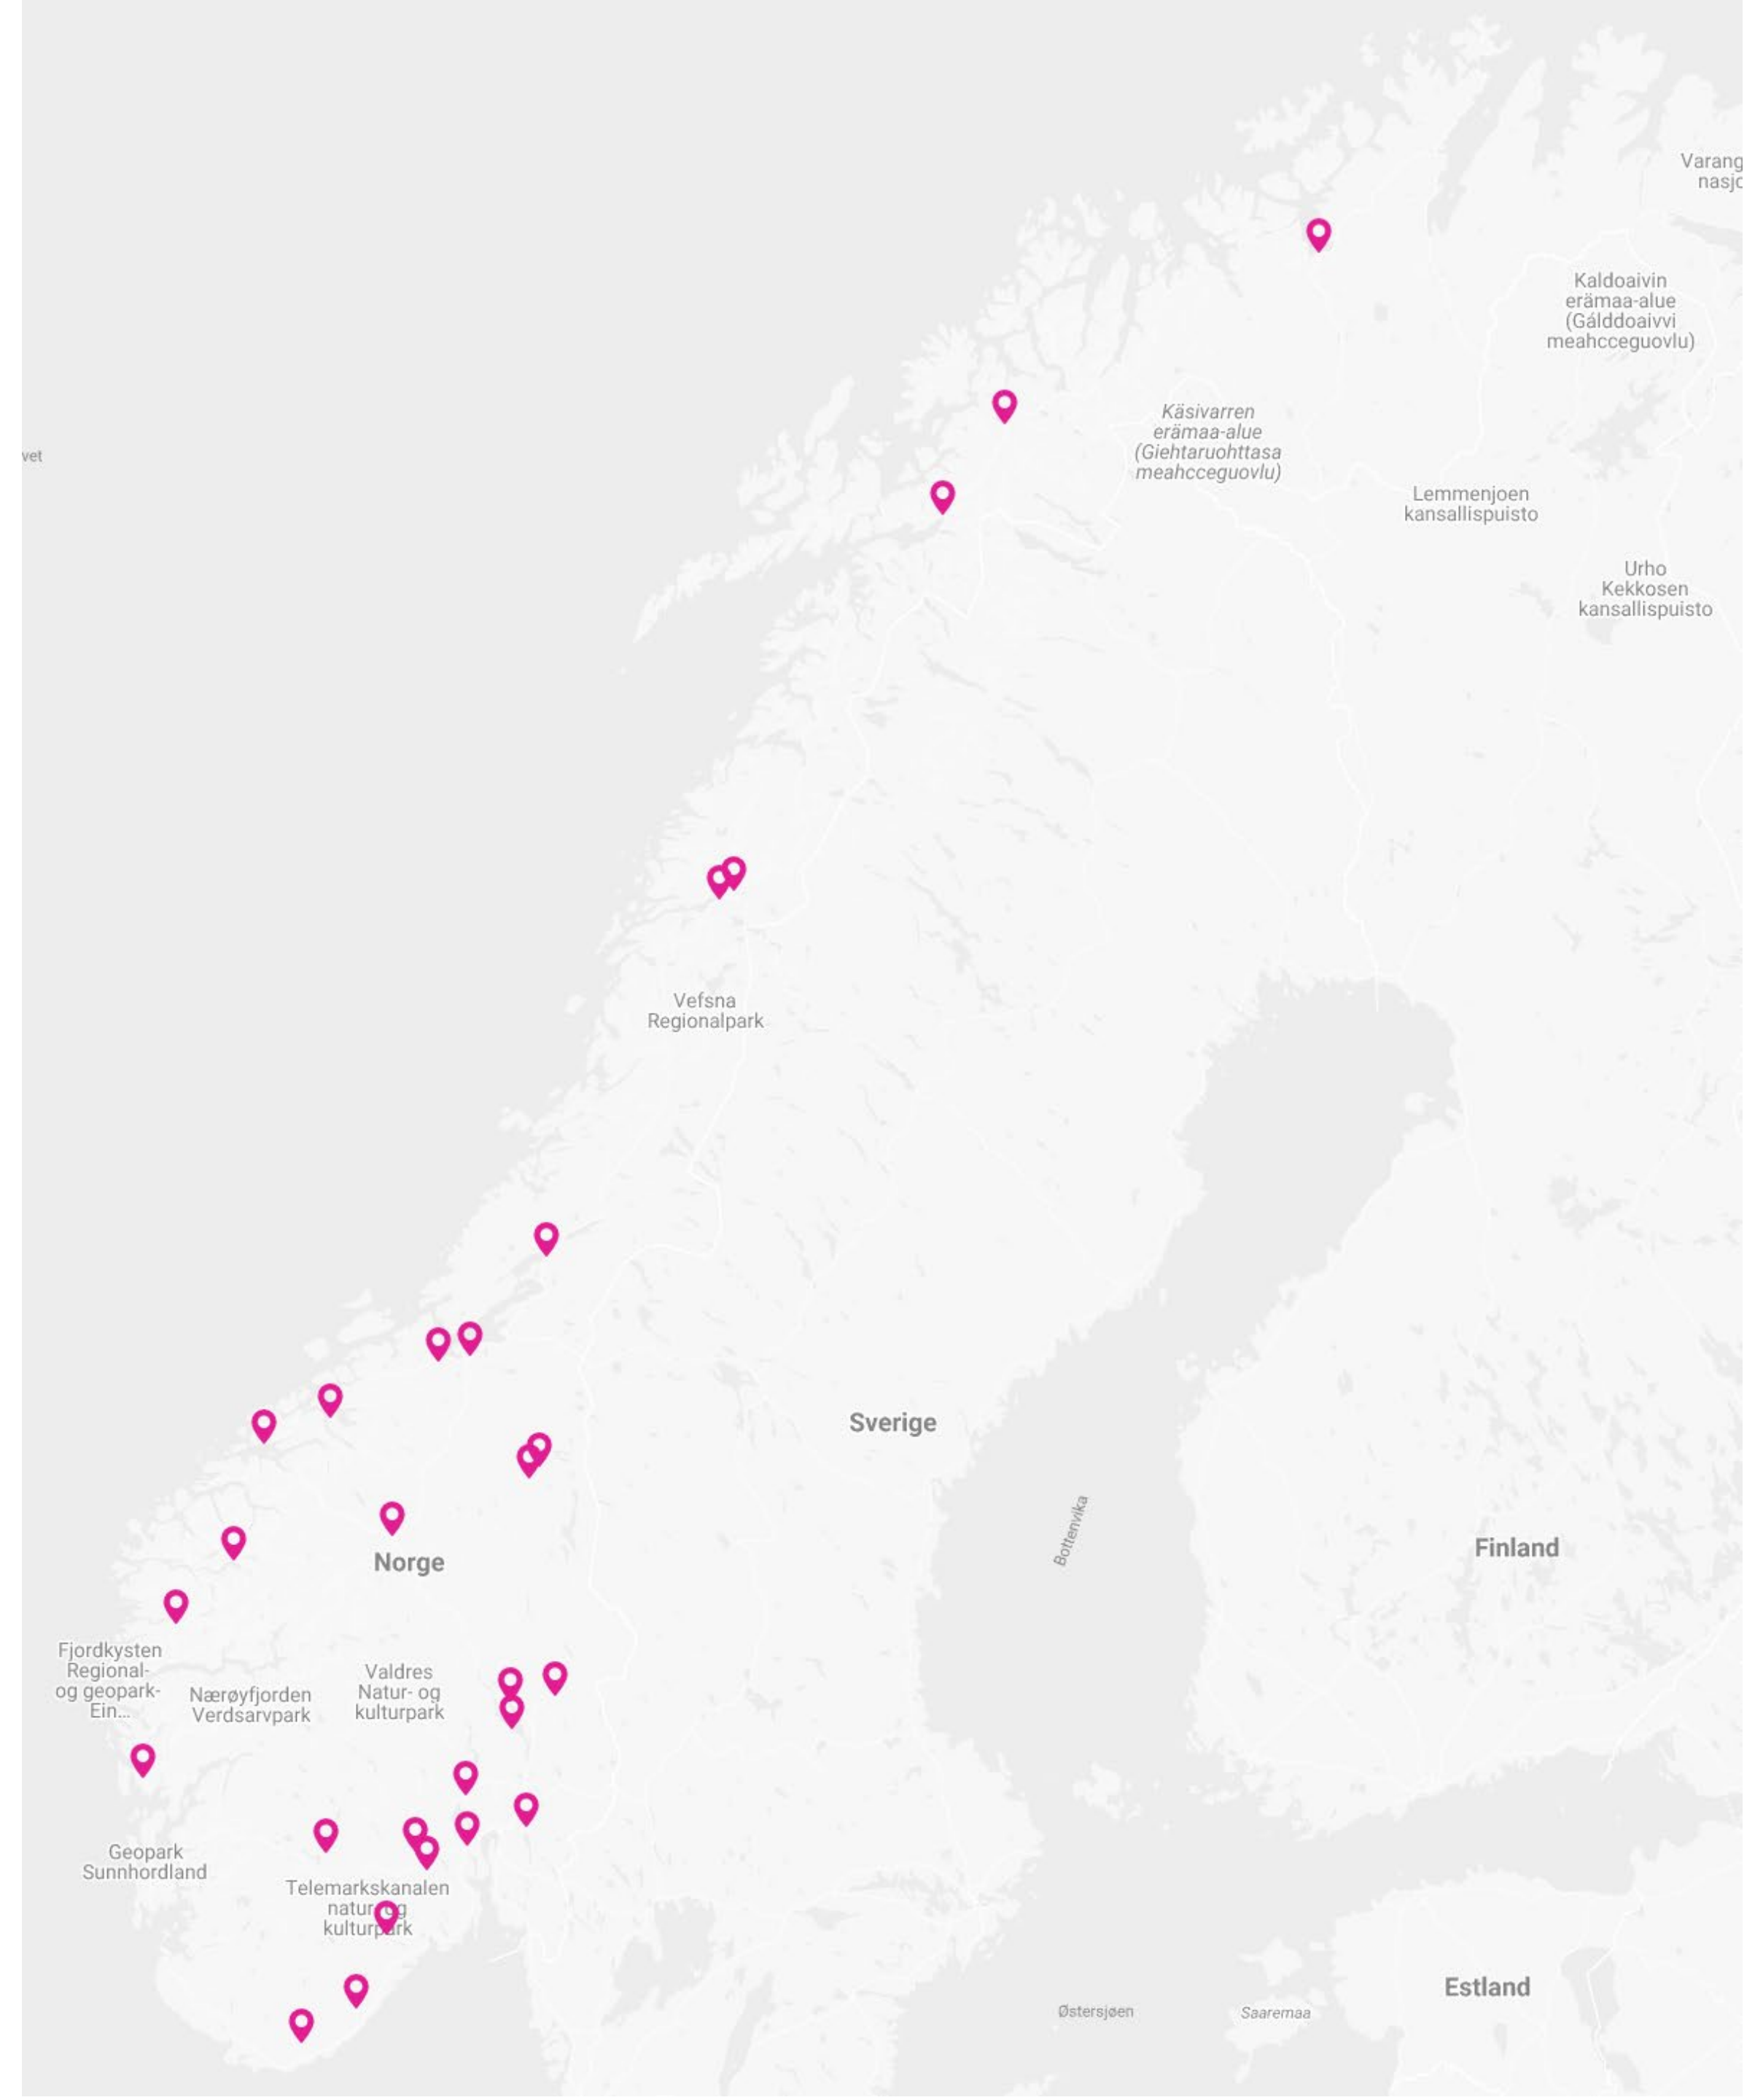 Varang
nasjo
Kaldoaivin
erämaa-alue
(Gálddoaivvi
meahcceguovlu)
Käsivarren
erämaa-alue
(Giehtaruohttasa
meahcceguovlu)
vet
Lemmenjoen
kansallispuisto
Urho
Kekkosen
kansallispuisto
Vefsna
Regionalpark
Sverige
Bottenvika
Finland
Norge
Fjordkysten
Regional-
og geopark-
Ein...
Nærøyfjorden
Verdsarvpark
Valdres
Natur- og
kulturpark
Geopark
Sunnhordland
Telemarkskanalen
natur- og
kulturpark
Estland
Østersjøen
Saaremaa